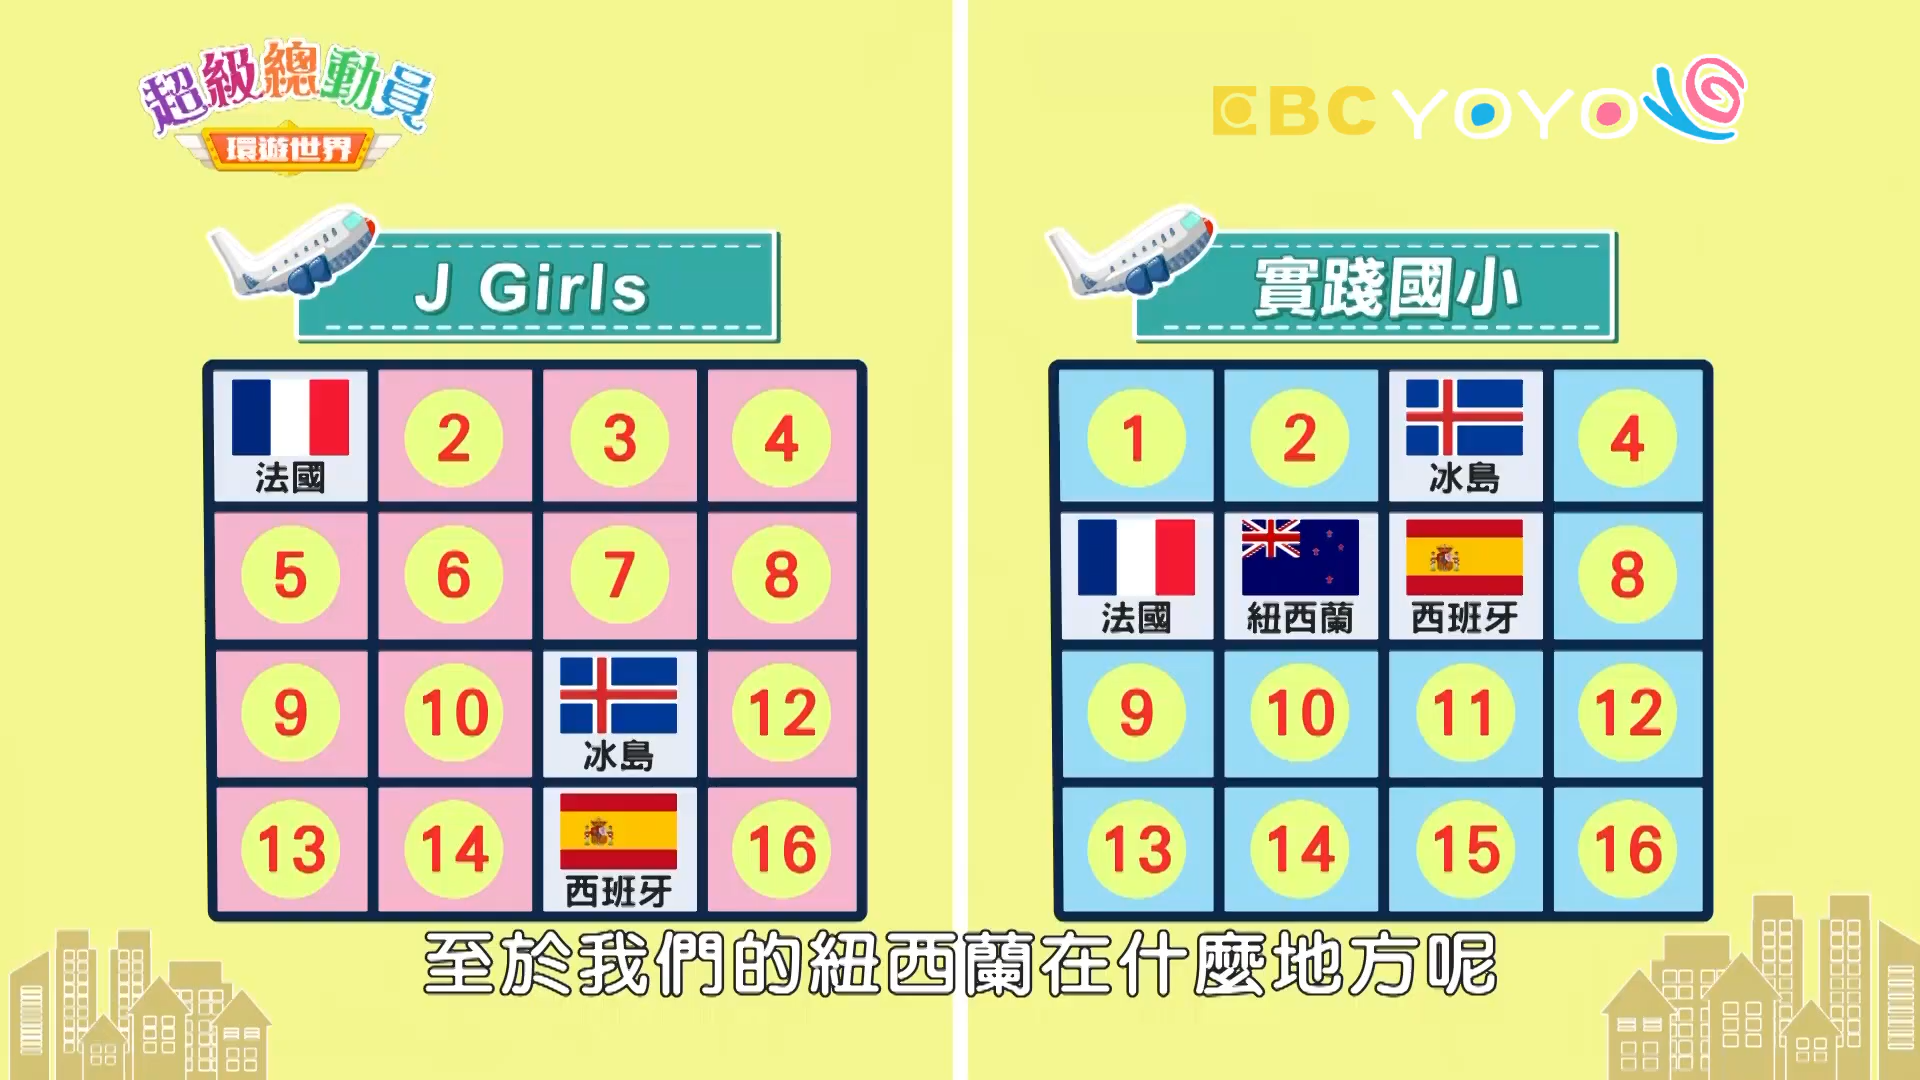 超級總動員
環遊世界
EBC YOYO
J Girls
法國 2 3 4
5 6 7 8
9 10 冰島 12
13 14 西班牙 16
實踐國小
1 2 冰島 4
法國 紐西蘭 西班牙 8
9 10 11 12
13 14 15 16
至於我們的紐西蘭在什麼地方呢